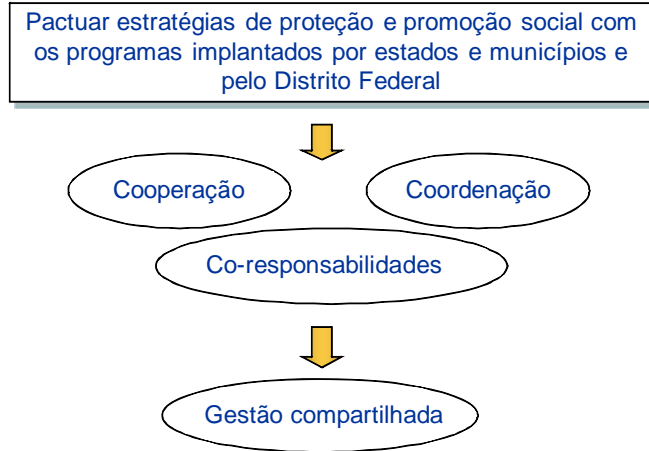 Pactuar estratégias de proteção e promoção social com
os programas implantados por estados e municípios e
pelo Distrito Federal
Cooperação
Coordenação
Co-responsabilidades
Gestão compartilhada